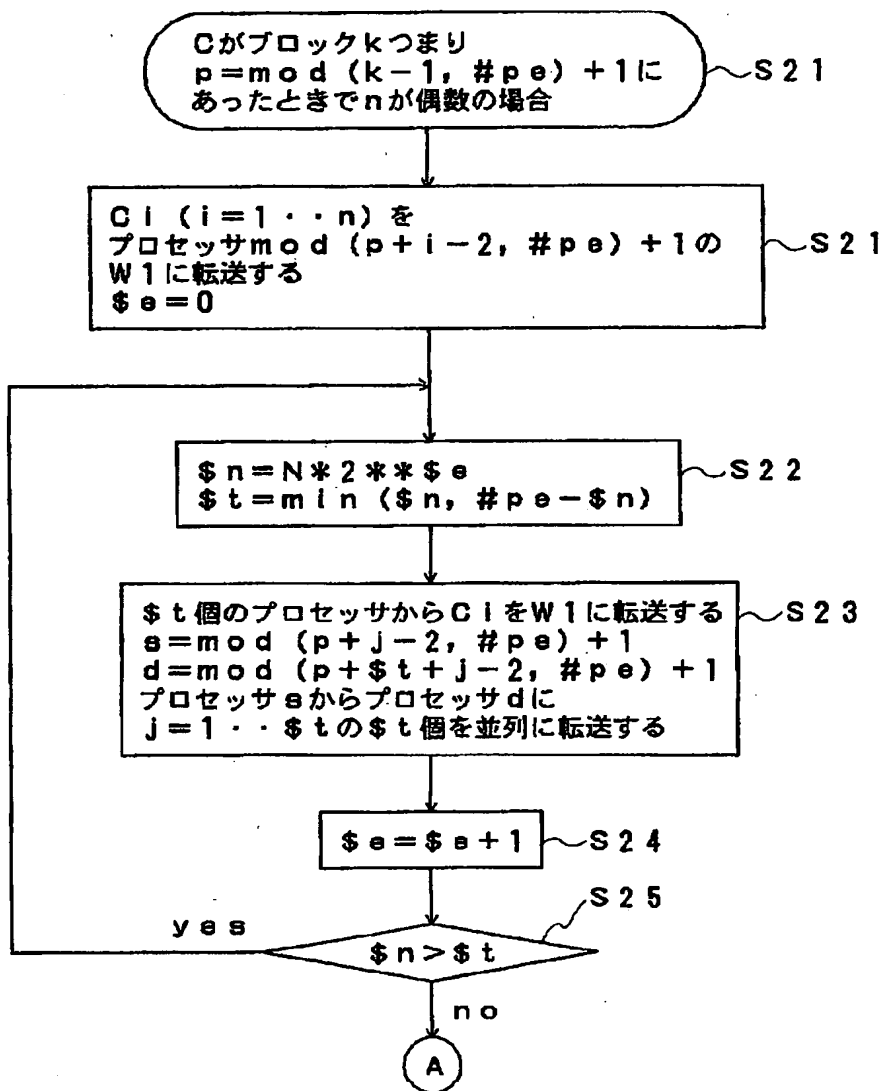 Cがブロックkつまり
p=mod (k-1, #pe) +1に
あったときでnが偶数の場合
S21
Ci (i=1・・n) を
プロセッサmod (p+i-2, #pe) +1の
W1に転送する
$e=0
S21
$n=N*2**$e
$t=min ($n, #pe-$n)
S22
$t個のプロセッサからCiをW1に転送する
s=mod (p+j-2, #pe) +1
d=mod (p+$t+j-2, #pe) +1
プロセッサsからプロセッサdに
j=1・・$tの$t個を並列に転送する
S23
$e=$e+1
S24
S25
yes
$n>$t
no
A